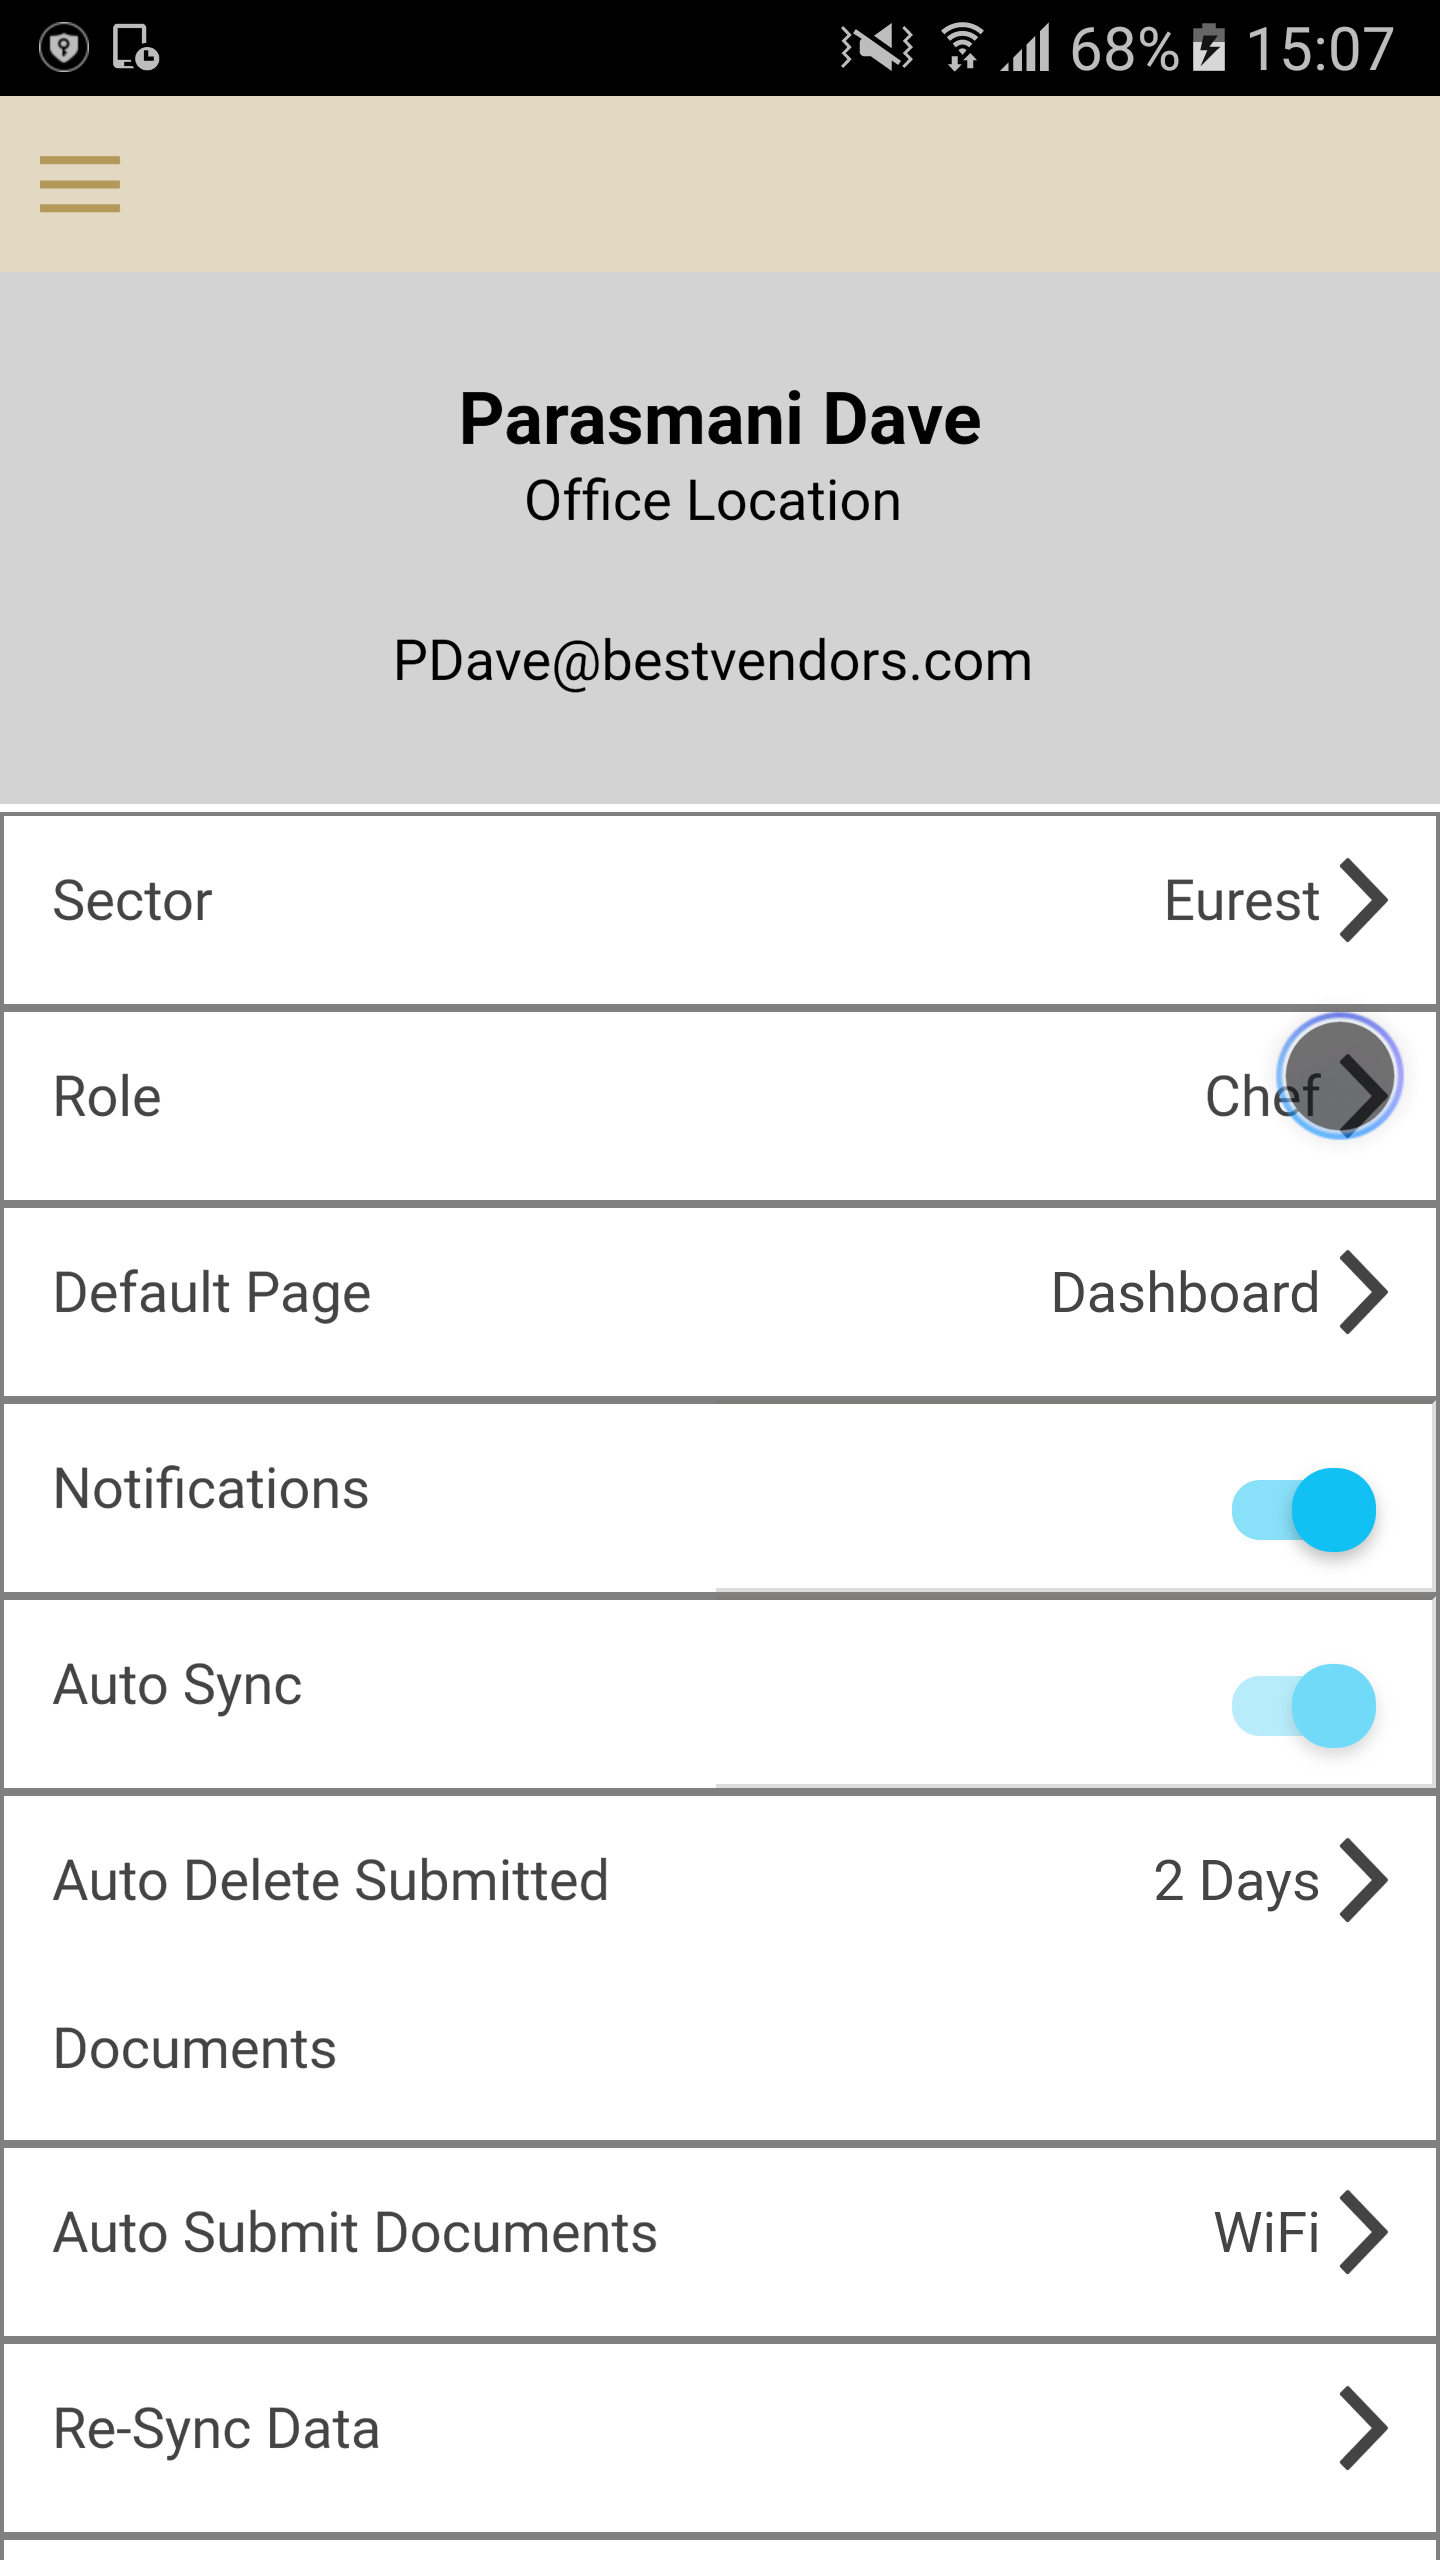 68% 15:07
Parasmani Dave
Office Location
PDave@bestvendors.com
Sector Eurest
Role Chef
Default Page Dashboard
Notifications
Auto Sync
Auto Delete Submitted 2 Days
Documents
Auto Submit Documents WiFi
Re-Sync Data